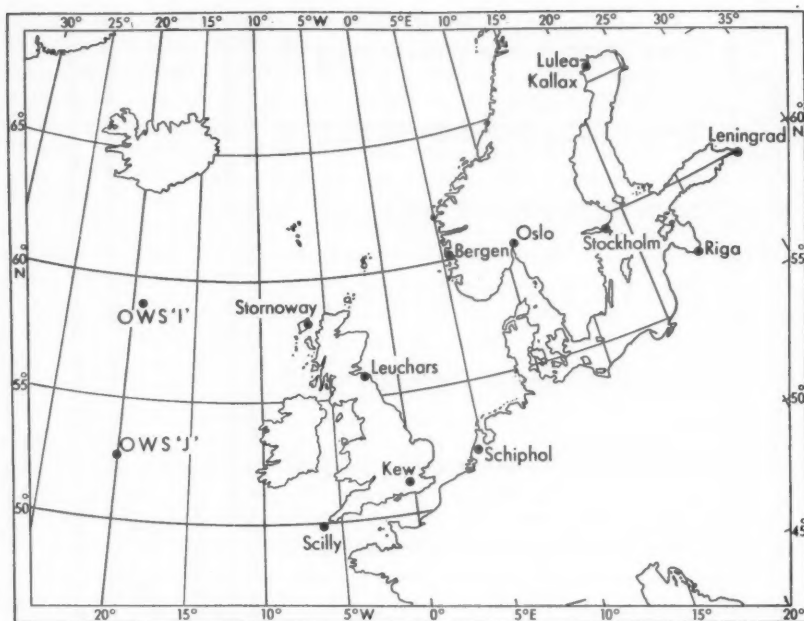 30° 25° 20° 15° 10° 5°W 0° 5°E 10° 15° 20° 25° 30° 35°
Lulea
Kallax
65°
60°
N
Leningrad
Bergen
Oslo
Stockholm
Riga
60°
N
OWS 'I'
Stornoway
55°
Leuchars
55°
50°
OWS 'J'
Schiphol
Kew
50°
45°
Scilly
20° 15° 10° 5°W 0° 5°E 10° 15° 20°